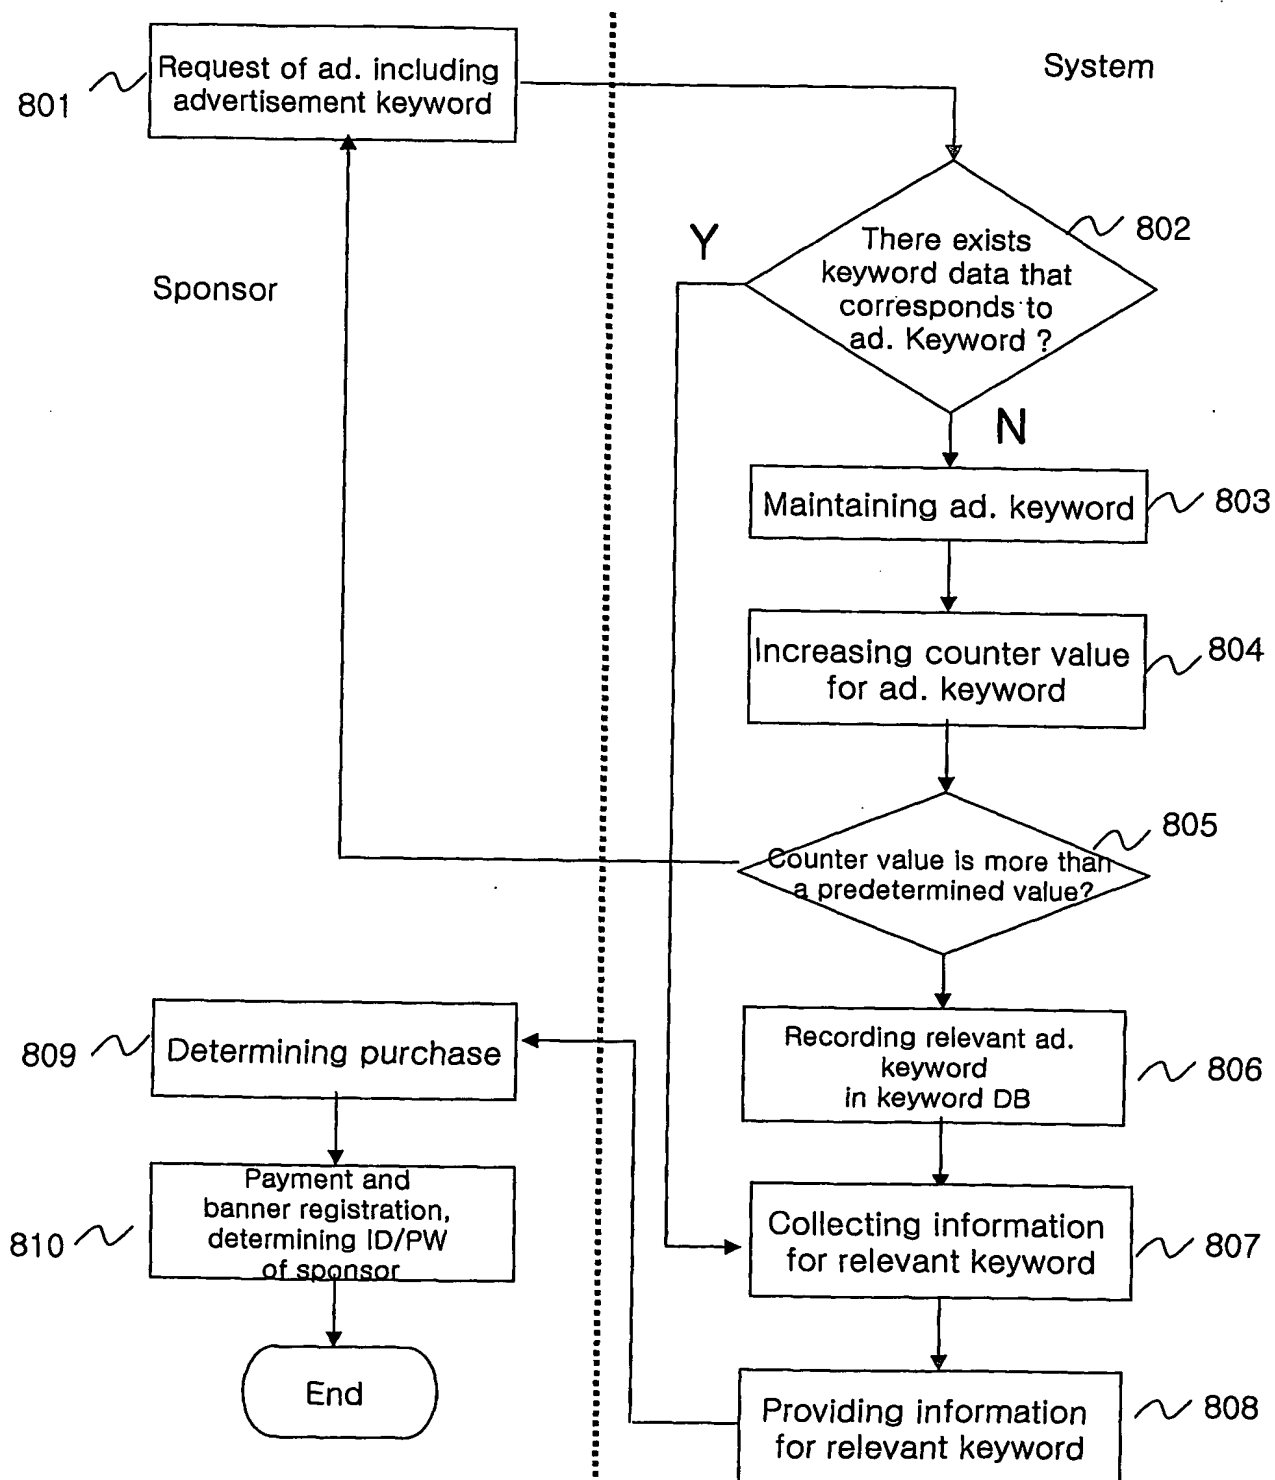 Request of ad. including
advertisement keyword
801
System
Sponsor
Y
There exists
keyword data that
corresponds to
ad. Keyword ?
802
N
Maintaining ad. keyword
803
Increasing counter value
for ad. keyword
804
Counter value is more than
a predetermined value?
805
Recording relevant ad.
keyword
in keyword DB
806
Collecting information
for relevant keyword
807
Providing information
for relevant keyword
808
Determining purchase
809
Payment and
banner registration,
determining ID/PW
of sponsor
810
End